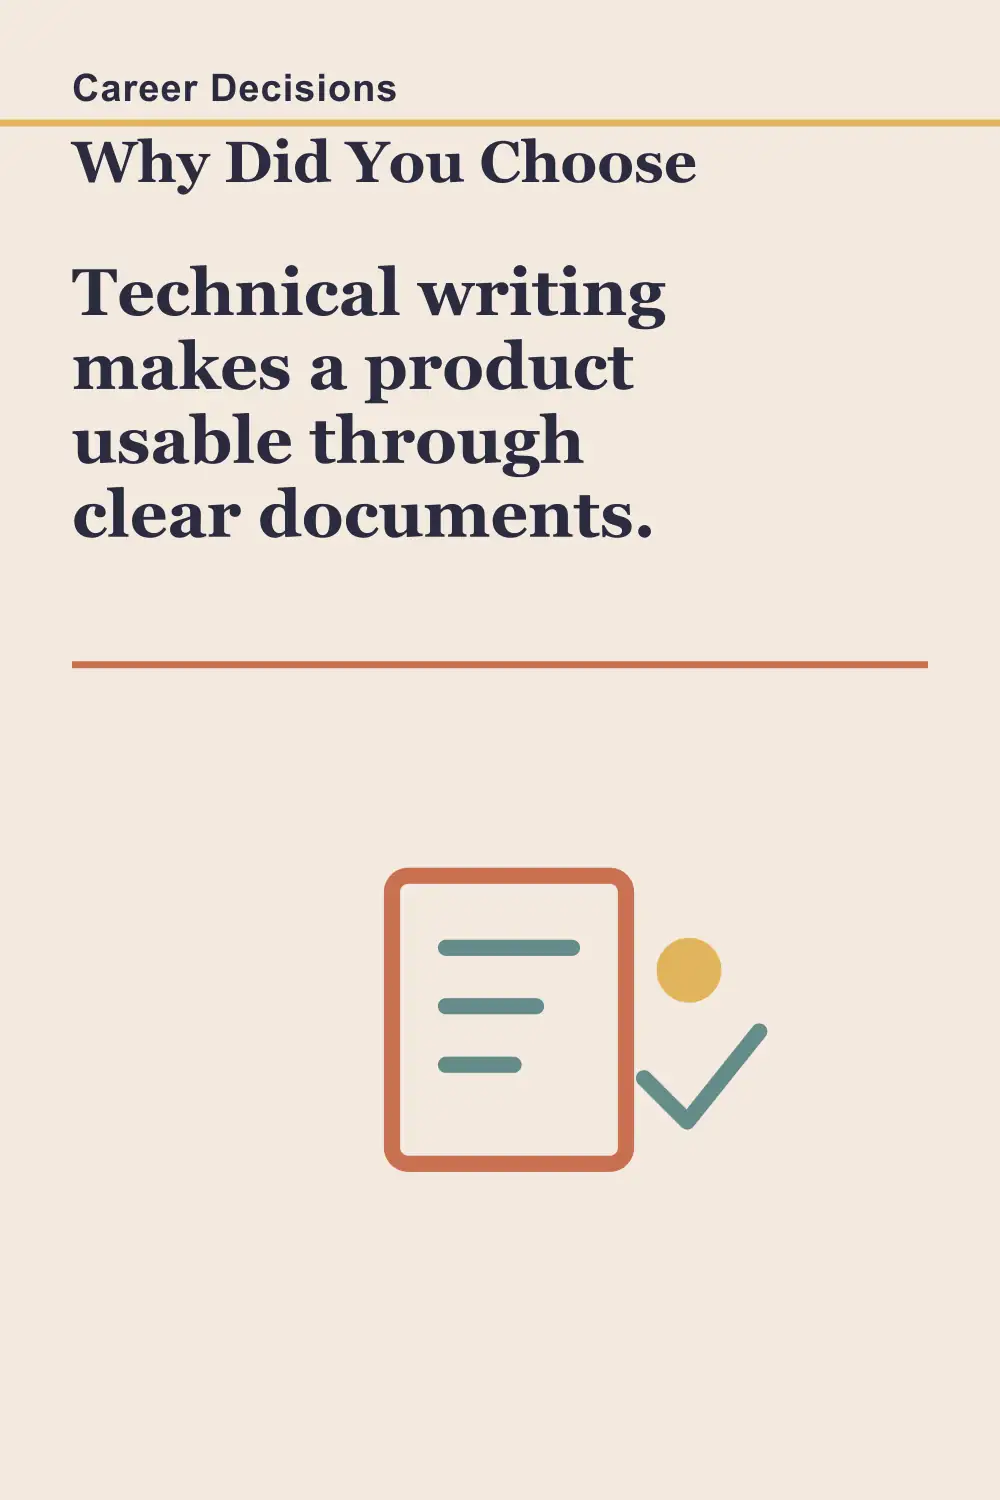 Career Decisions
Why Did You Choose
Technical writing
makes a product
usable through
clear documents.